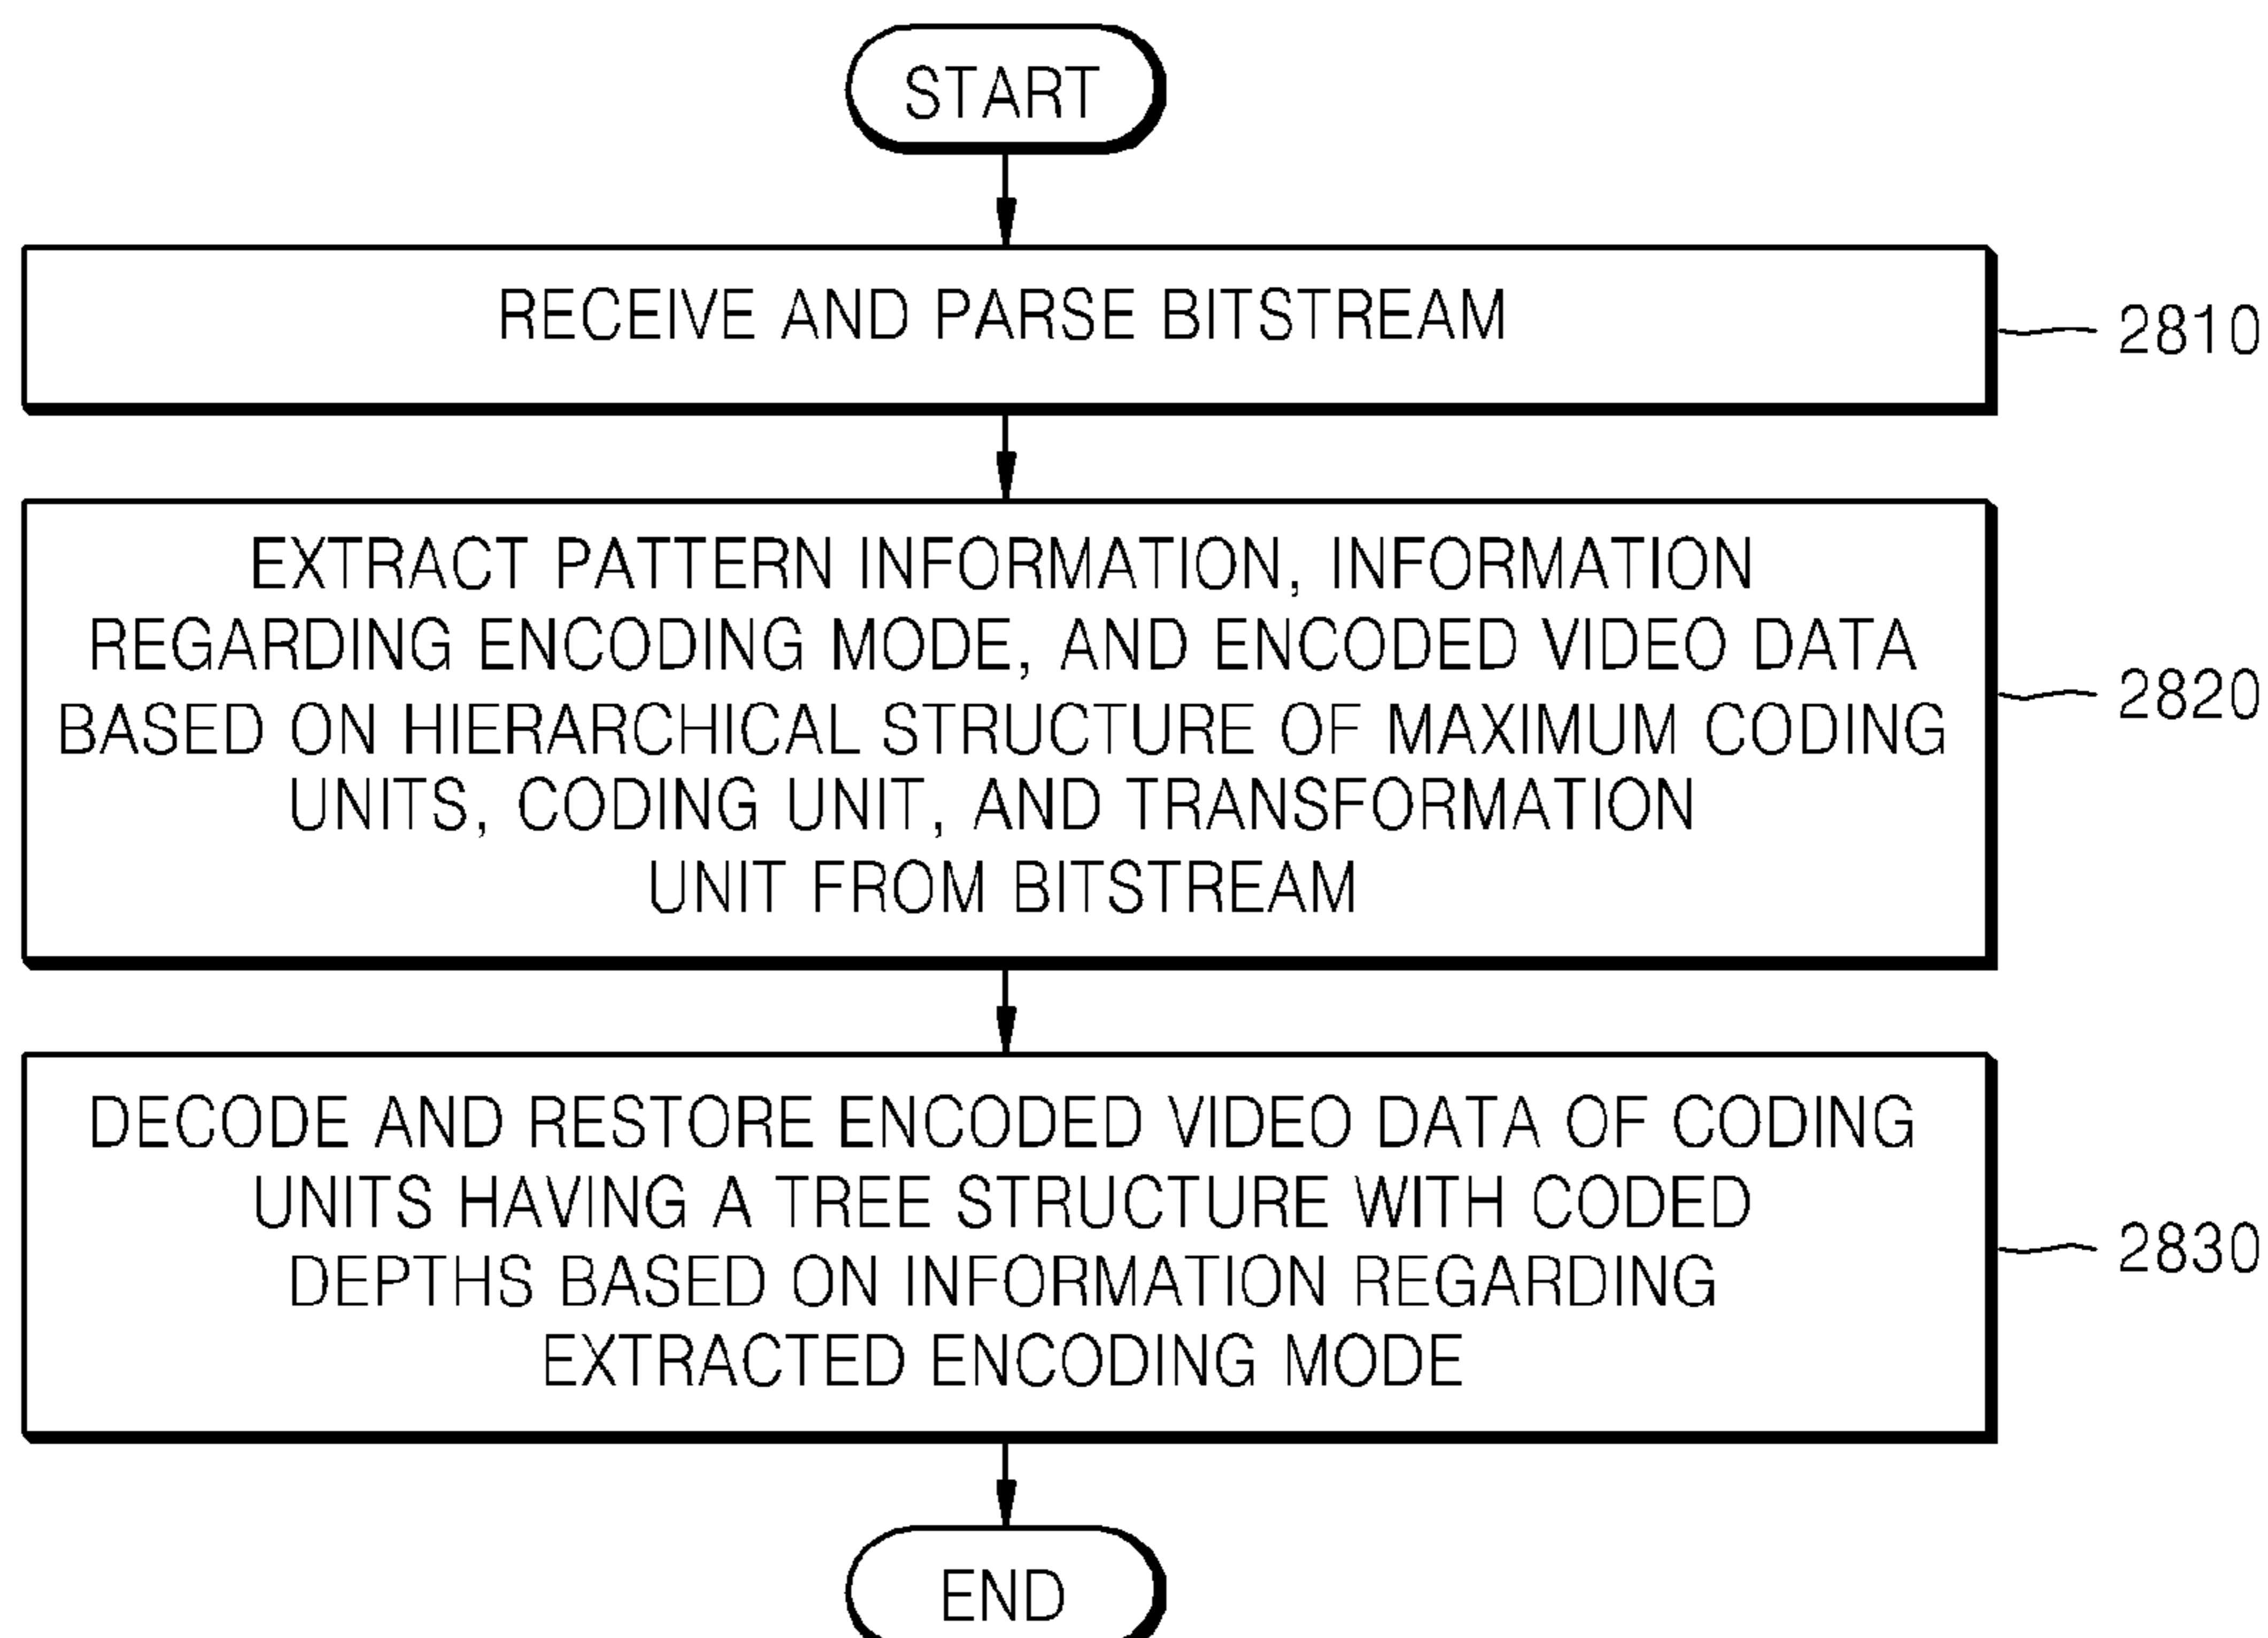 START
RECEIVE AND PARSE BITSTREAM
2810
EXTRACT PATTERN INFORMATION, INFORMATION
REGARDING ENCODING MODE, AND ENCODED VIDEO DATA
BASED ON HIERARCHICAL STRUCTURE OF MAXIMUM CODING
UNITS, CODING UNIT, AND TRANSFORMATION
UNIT FROM BITSTREAM
2820
DECODE AND RESTORE ENCODED VIDEO DATA OF CODING
UNITS HAVING A TREE STRUCTURE WITH CODED
DEPTHS BASED ON INFORMATION REGARDING
EXTRACTED ENCODING MODE
2830
END